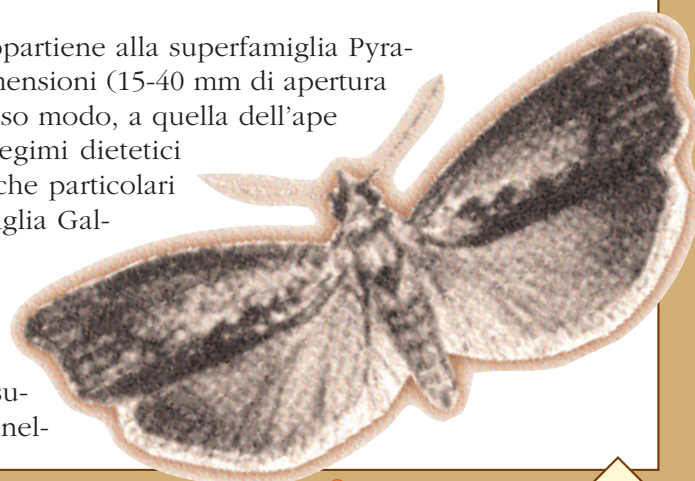 ppartiene alla superfamiglia Pyra-
mensioni (15-40 mm di apertura
so modo, a quella dell'ape
egimi dietetici
che particolari
glia Gal-
su-
nel-